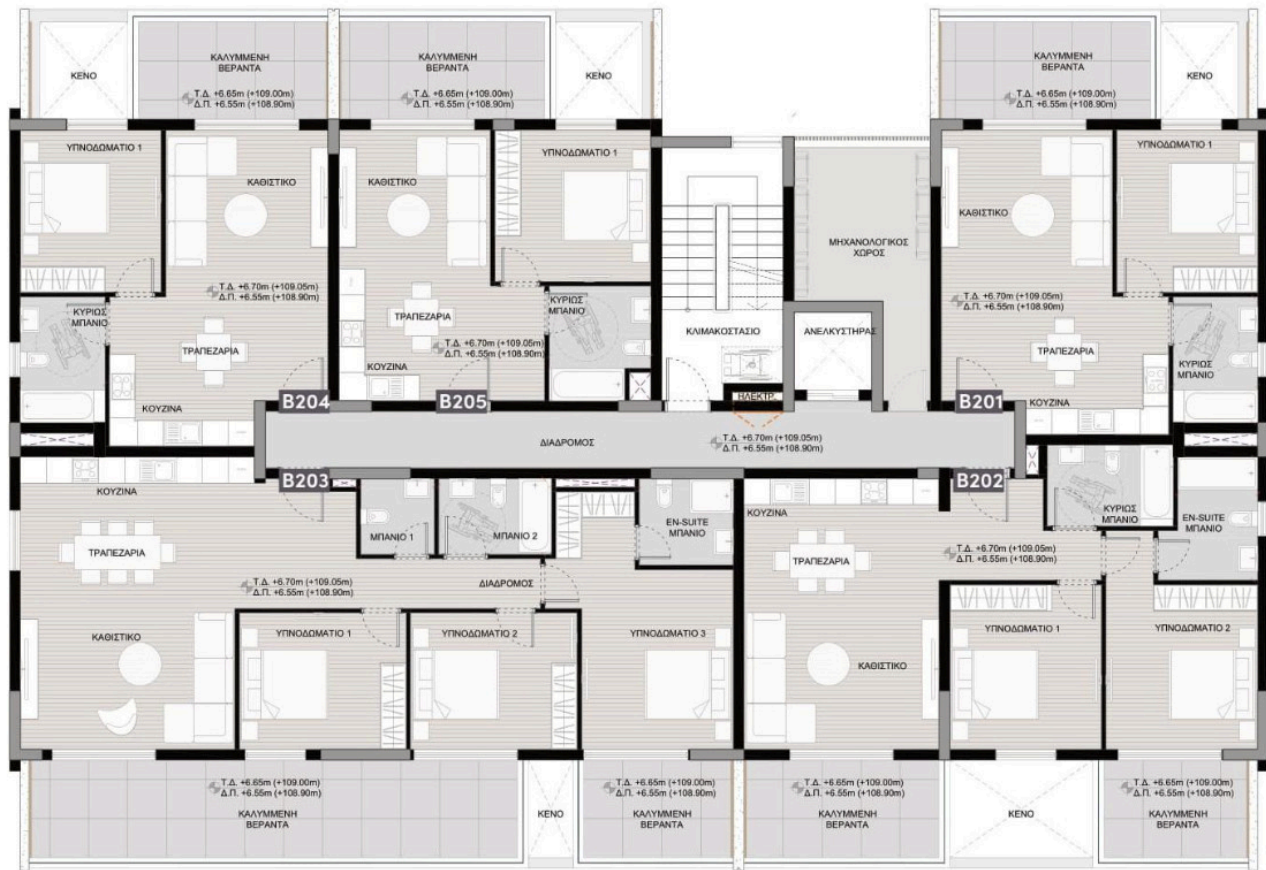 ΚΕΝΟ
ΚΑΛΥΜΜΕΝΗ
ΒΕΡΑΝΤΑ
Τ.Δ. +6.65m (+109.00m)
Δ.Π. +6.55m (+108.90m)
ΚΑΛΥΜΜΕΝΗ
ΒΕΡΑΝΤΑ
Τ.Δ. +6.65m (+109.00m)
Δ.Π. +6.55m (+108.90m)
ΚΕΝΟ
ΚΑΛΥΜΜΕΝΗ
ΒΕΡΑΝΤΑ
Τ.Δ. +6.65m (+109.00m)
Δ.Π. +6.55m (+108.90m)
ΚΕΝΟ
ΥΠΝΟΔΩΜΑΤΙΟ 1
ΚΑΘΙΣΤΙΚΟ
Τ.Δ. +6.70m (+109.05m)
Δ.Π. +6.55m (+108.90m)
ΚΥΡΙΩΣ
ΜΠΑΝΙΟ
ΤΡΑΠΕΖΑΡΙΑ
ΚΟΥΖΙΝΑ
B204
ΚΑΘΙΣΤΙΚΟ
ΥΠΝΟΔΩΜΑΤΙΟ 1
ΤΡΑΠΕΖΑΡΙΑ
Τ.Δ. +6.70m (+109.05m)
Δ.Π. +6.55m (+108.90m)
ΚΥΡΙΩΣ
ΜΠΑΝΙΟ
ΚΟΥΖΙΝΑ
B205
ΚΛΙΜΑΚΟΣΤΑΣΙΟ
ΜΗΧΑΝΟΛΟΓΙΚΟΣ
ΧΩΡΟΣ
ΑΝΕΛΚΥΣΤΗΡΑΣ
ΗΛΕΚΤΡ.
ΥΠΝΟΔΩΜΑΤΙΟ 1
ΚΑΘΙΣΤΙΚΟ
Τ.Δ. +6.70m (+109.05m)
Δ.Π. +6.55m (+108.90m)
ΤΡΑΠΕΖΑΡΙΑ
ΚΥΡΙΩΣ
ΜΠΑΝΙΟ
B201
ΚΟΥΖΙΝΑ
ΔΙΑΔΡΟΜΟΣ
Τ.Δ. +6.70m (+109.05m)
Δ.Π. +6.55m (+108.90m)
B203
ΚΟΥΖΙΝΑ
ΤΡΑΠΕΖΑΡΙΑ
ΜΠΑΝΙΟ 1
ΜΠΑΝΙΟ 2
EN-SUITE
ΜΠΑΝΙΟ
Τ.Δ. +6.70m (+109.05m)
Δ.Π. +6.55m (+108.90m)
ΔΙΑΔΡΟΜΟΣ
ΚΑΘΙΣΤΙΚΟ
ΥΠΝΟΔΩΜΑΤΙΟ 1
ΥΠΝΟΔΩΜΑΤΙΟ 2
ΥΠΝΟΔΩΜΑΤΙΟ 3
B202
ΚΟΥΖΙΝΑ
ΚΥΡΙΩΣ
ΜΠΑΝΙΟ
EN-SUITE
ΜΠΑΝΙΟ
ΤΡΑΠΕΖΑΡΙΑ
Τ.Δ. +6.70m (+109.05m)
Δ.Π. +6.55m (+108.90m)
ΚΑΘΙΣΤΙΚΟ
ΥΠΝΟΔΩΜΑΤΙΟ 1
ΥΠΝΟΔΩΜΑΤΙΟ 2
Τ.Δ. +6.65m (+109.00m)
Δ.Π. +6.55m (+108.90m)
ΚΑΛΥΜΜΕΝΗ
ΒΕΡΑΝΤΑ
ΚΕΝΟ
Τ.Δ. +6.65m (+109.00m)
Δ.Π. +6.55m (+108.90m)
ΚΑΛΥΜΜΕΝΗ
ΒΕΡΑΝΤΑ
Τ.Δ. +6.65m (+109.00m)
Δ.Π. +6.55m (+108.90m)
ΚΑΛΥΜΜΕΝΗ
ΒΕΡΑΝΤΑ
ΚΕΝΟ
Τ.Δ. +6.65m (+109.00m)
Δ.Π. +6.55m (+108.90m)
ΚΑΛΥΜΜΕΝΗ
ΒΕΡΑΝΤΑ